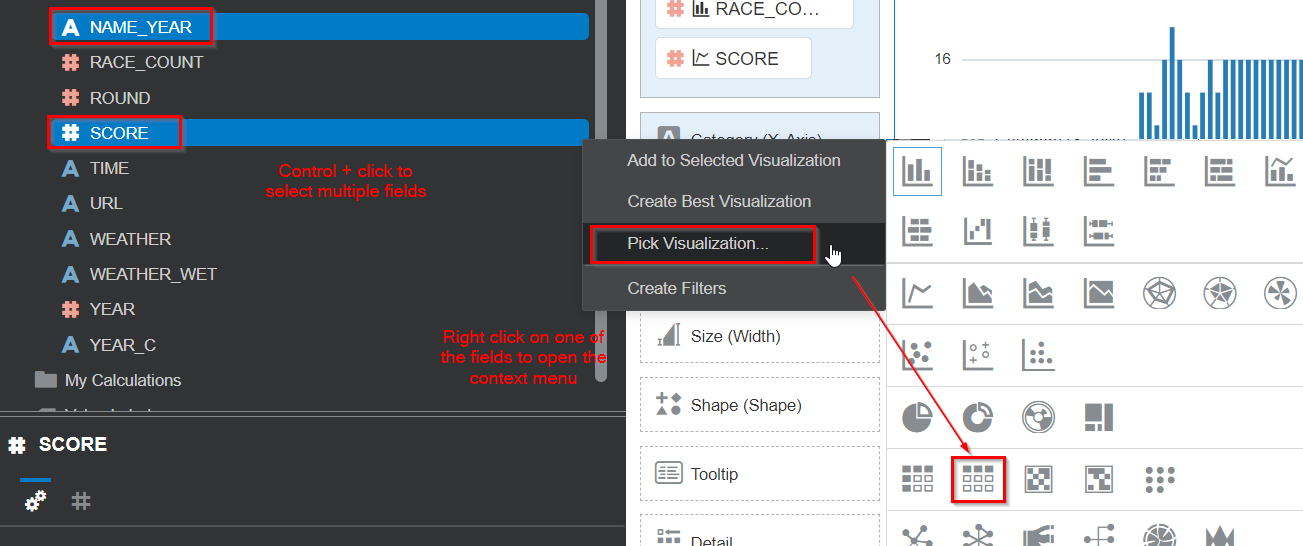 NAME_YEAR
RACE_COUNT
ROUND
SCORE
TIME
URL
WEATHER
WEATHER_WET
YEAR
YEAR_C
My Calculations
Control + click to
select multiple fields
Right click on one of
the fields to open the
context menu
SCORE
RACE_CO...
SCORE
Category (X-Axis)
Add to Selected Visualization
Create Best Visualization
Pick Visualization...
Create Filters
Size (Width)
Shape (Shape)
Tooltip
Detail
16